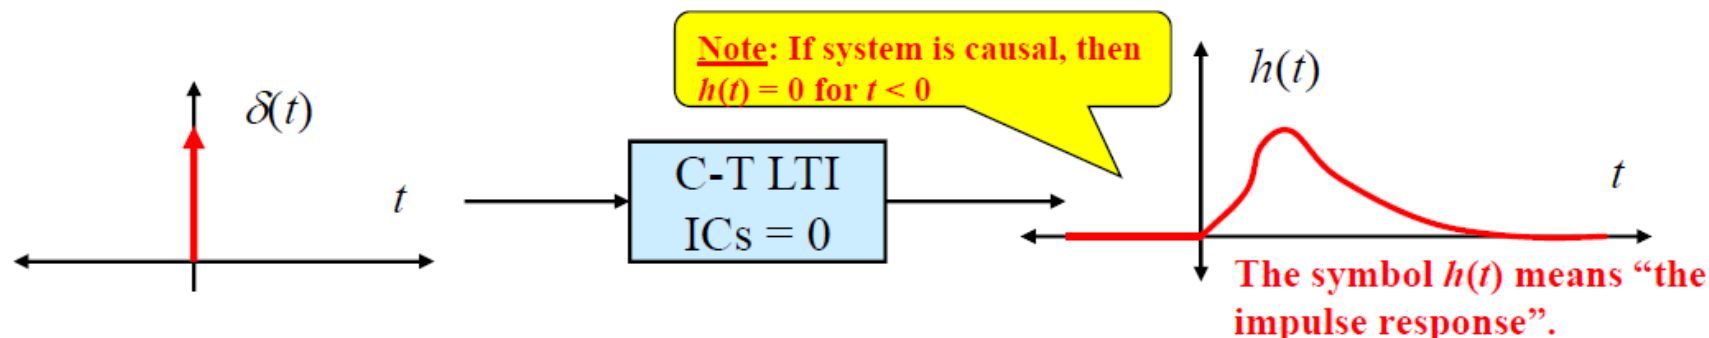 δ(t)
t
C-T LTI
ICs = 0
Note: If system is causal, then
h(t) = 0 for t < 0
h(t)
t
The symbol h(t) means “the
impulse response”.